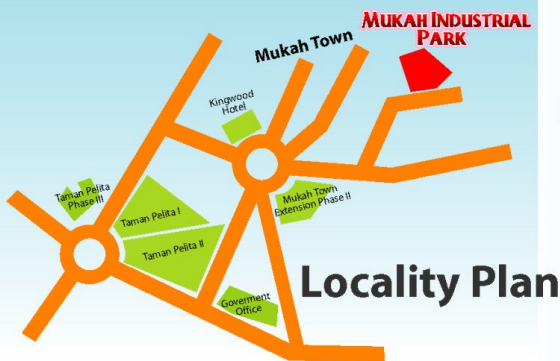 MUKAH INDUSTRIAL
PARK
Mukah Town
Kingwood
Hotel
Taman Pelita
Phase III
Taman Pelita I
Mukah Town
Extension Phase II
Taman Pelita II
Locality Plan
Goverment
Office